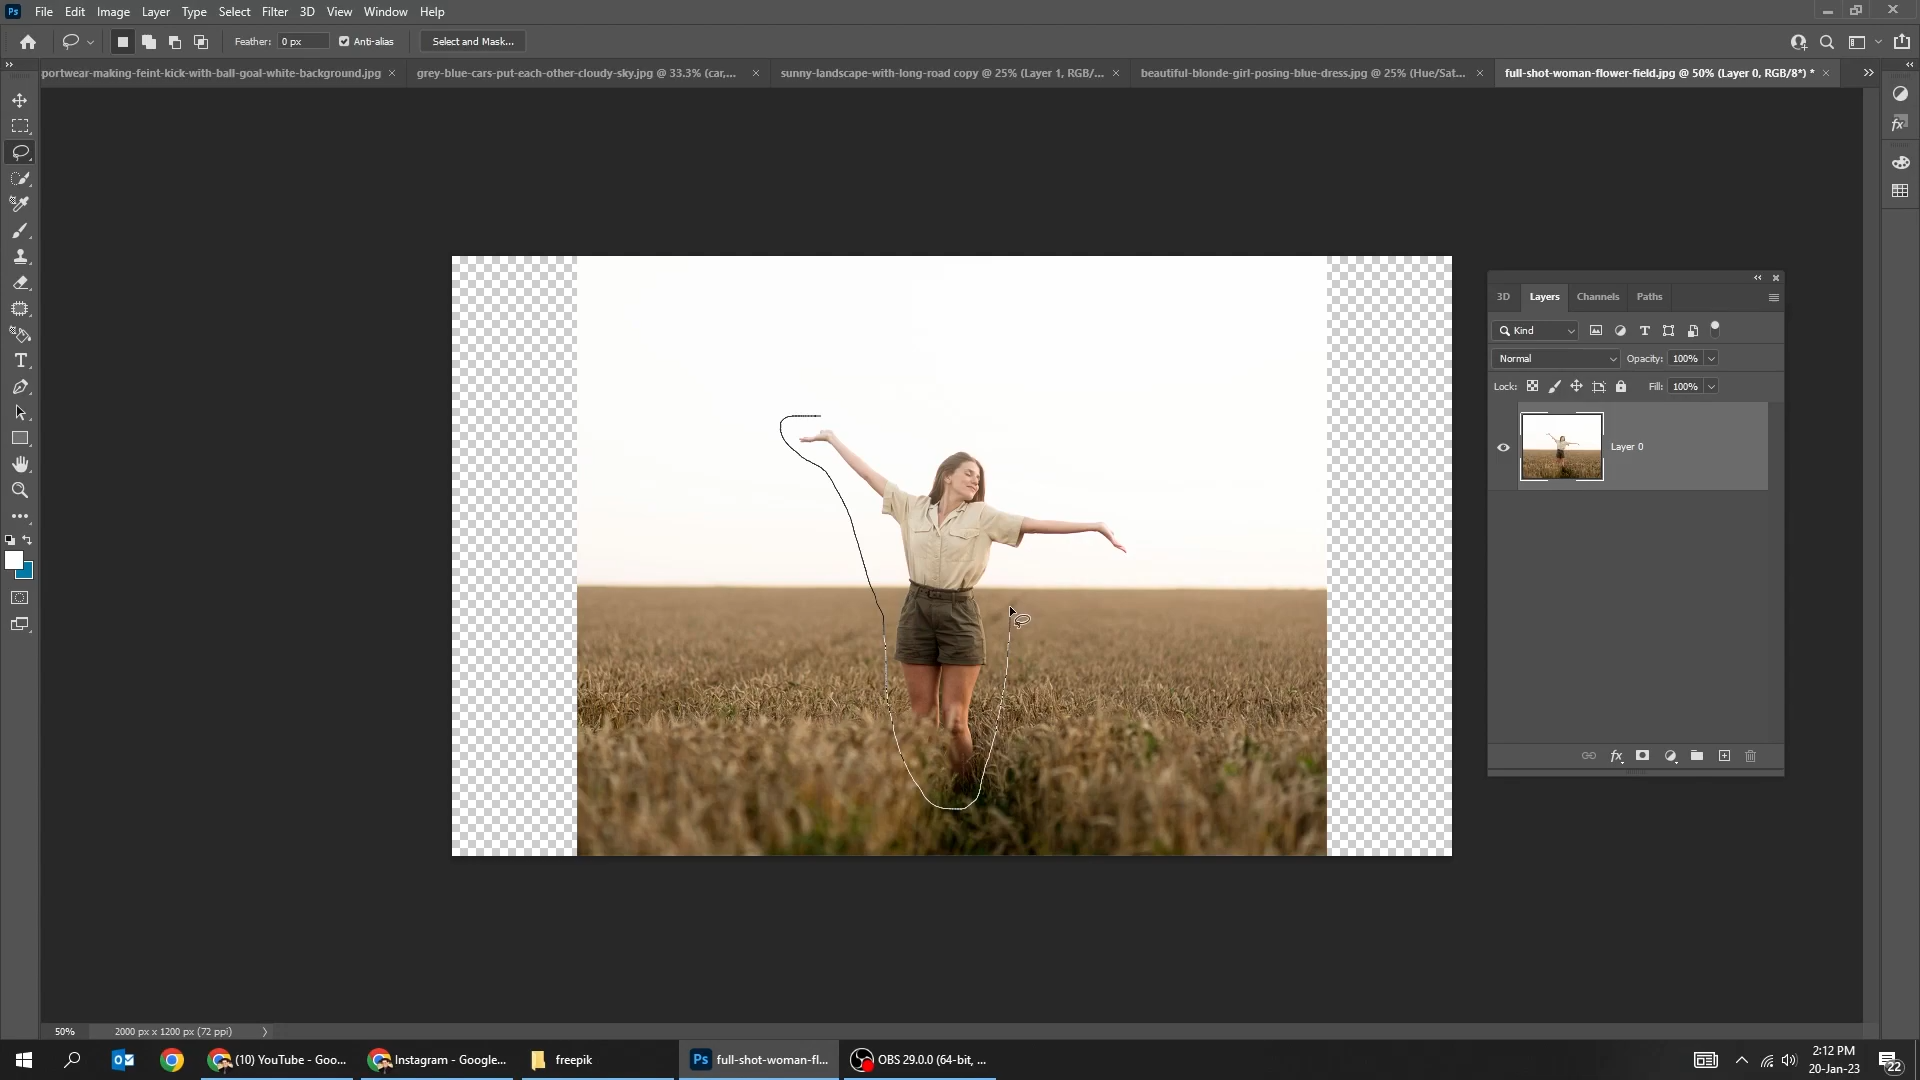 Ps File Edit Image Layer Type Select Filter 3D View Window Help
Feather: 0 px Anti-alias Select and Mask...
portwear-making-feint-kick-with-ball-goal-white-background.jpg × grey-blue-cars-put-each-other-cloudy-sky.jpg @ 33.3% (car,... × sunny-landscape-with-long-road copy @ 25% (Layer 1, RGB/... × beautiful-blonde-girl-posing-blue-dress.jpg @ 25% (Hue/Sat... × full-shot-woman-flower-field.jpg @ 50% (Layer 0, RGB/8*) * ×
3D Layers Channels Paths
Kind
Normal Opacity: 100%
Lock: Fill: 100%
Layer 0
fx
50% 2000 px x 1200 px (72 ppi)
(10) YouTube - Goo... Instagram - Google... freepik Ps full-shot-woman-fl... OBS 29.0.0 (64-bit, ...
2:12 PM
20-Jan-23
22